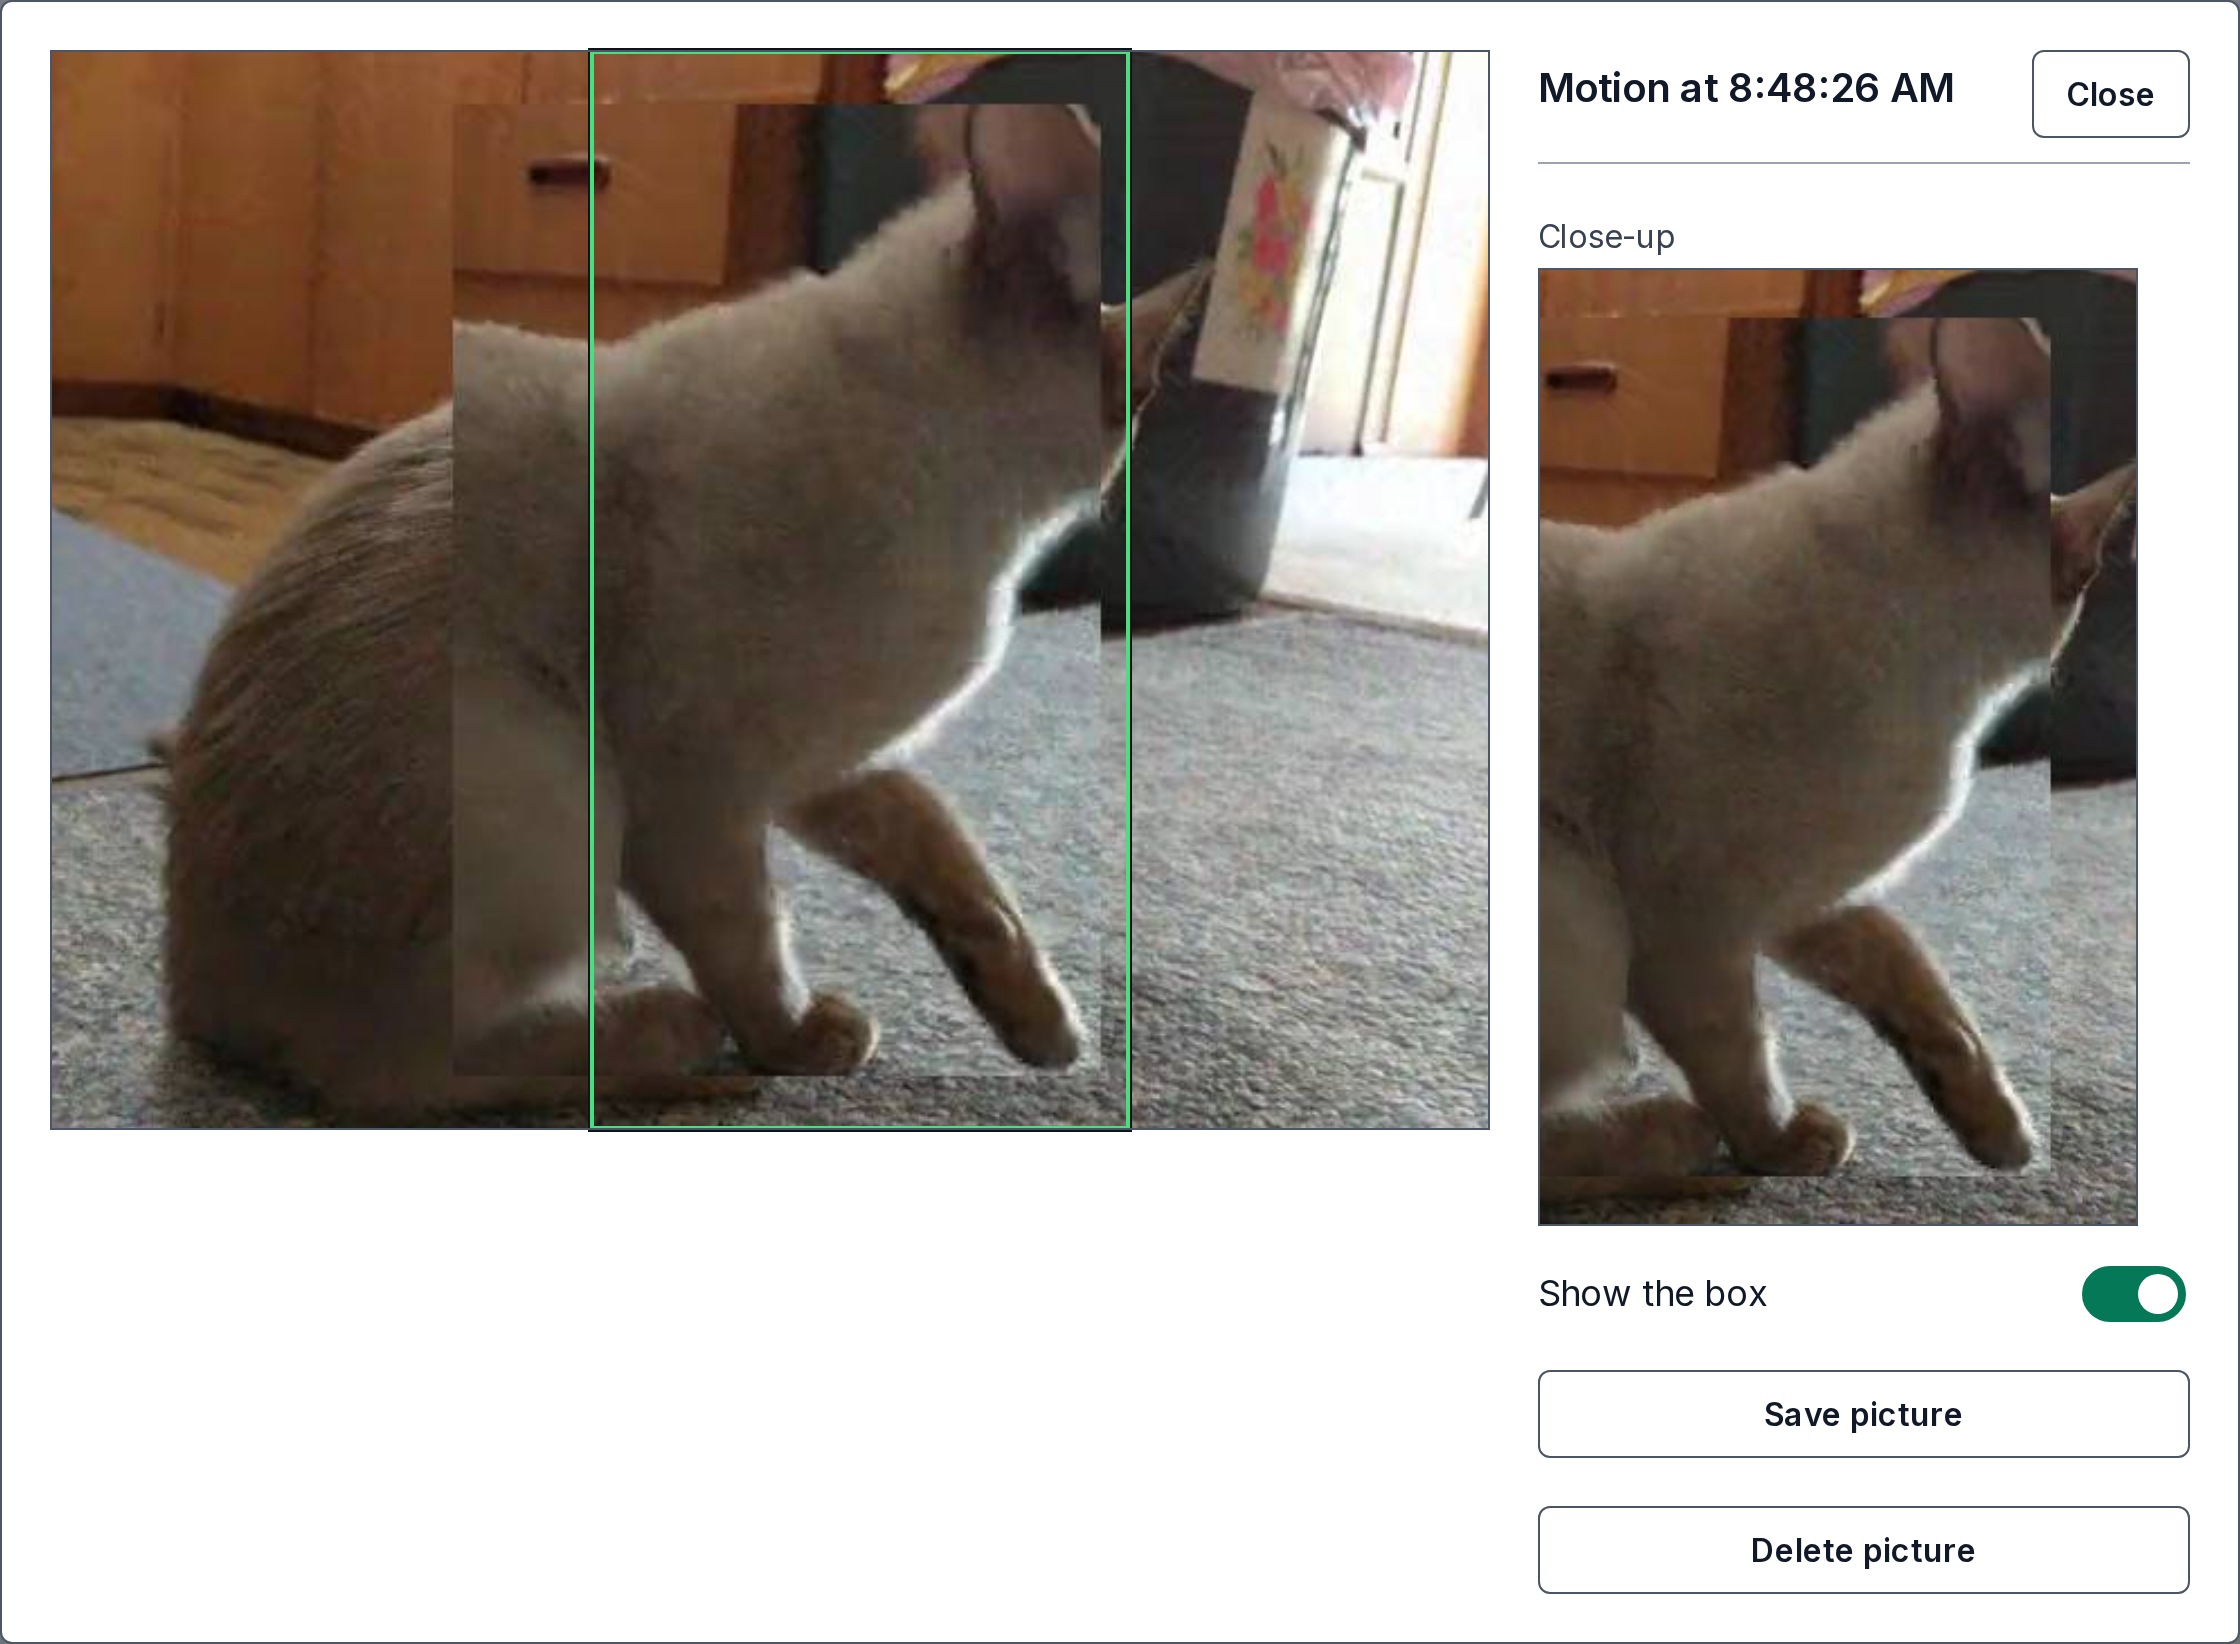 Motion at 8:48:26 AM
Close
Close-up
Show the box
Save picture
Delete picture